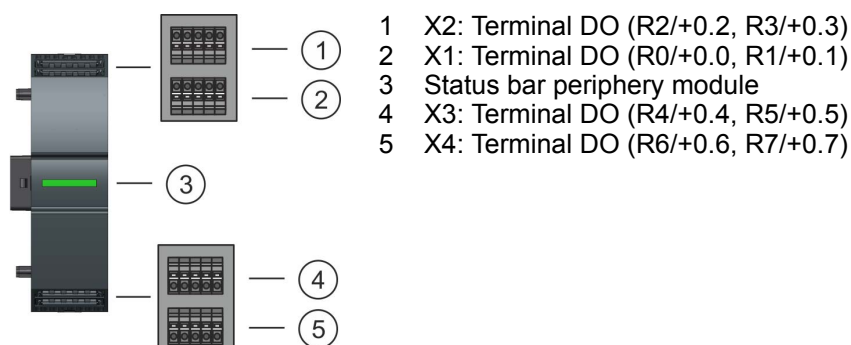 1 X2: Terminal DO (R2/+0.2, R3/+0.3)
2 X1: Terminal DO (R0/+0.0, R1/+0.1)
3 Status bar periphery module
4 X3: Terminal DO (R4/+0.4, R5/+0.5)
5 X4: Terminal DO (R6/+0.6, R7/+0.7)
1
2
3
4
5